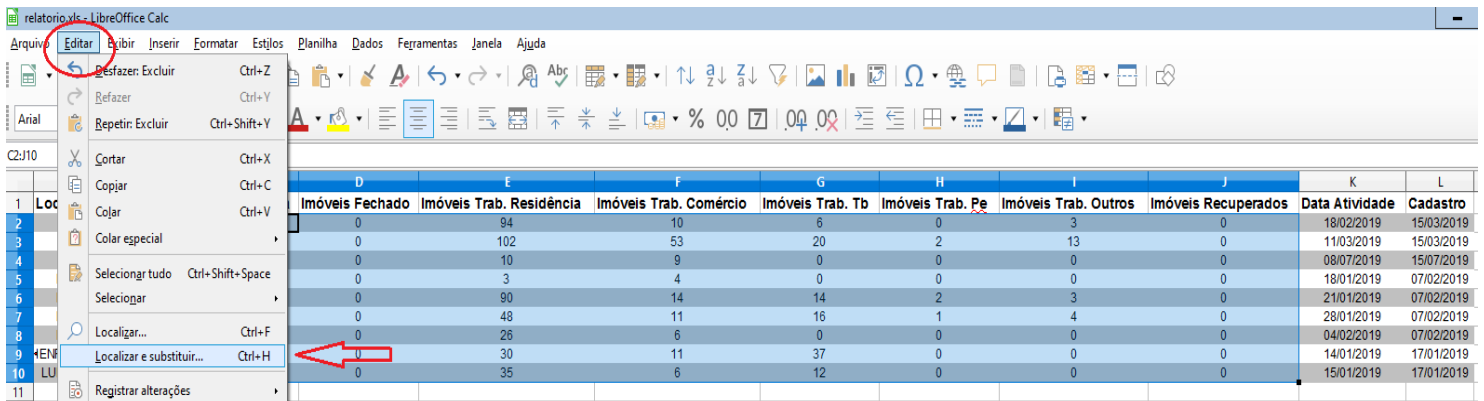 relatorio.xls - LibreOffice Calc
Arquivo Editar Exibir Inserir Formatar Estilos Planilha Dados Ferramentas Janela Ajuda
Desfazer: Excluir Ctrl+Z
Refazer Ctrl+Y
Repetir: Excluir Ctrl+Shift+Y
Cortar Ctrl+X
Copiar Ctrl+C
Colar Ctrl+V
Colar especial
Selecionar tudo Ctrl+Shift+Space
Selecionar
Localizar... Ctrl+F
Localizar e substituir... Ctrl+H
Registrar alterações
Arial
C2:J10
D E F G H I J K L
1 Loc Imóveis Fechado Imóveis Trab. Residência Imóveis Trab. Comércio Imóveis Trab. Tb Imóveis Trab. Pe Imóveis Trab. Outros Imóveis Recuperados Data Atividade Cadastro
2 0 94 10 6 0 3 0 18/02/2019 15/03/2019
3 0 102 53 20 2 13 0 11/03/2019 15/03/2019
4 0 10 9 0 0 0 0 08/07/2019 15/07/2019
5 0 3 4 0 0 0 0 18/01/2019 07/02/2019
6 0 90 14 14 2 3 0 21/01/2019 07/02/2019
7 0 48 11 16 1 4 0 28/01/2019 07/02/2019
8 0 26 6 0 0 0 0 04/02/2019 07/02/2019
9 0 30 11 37 0 0 0 14/01/2019 17/01/2019
10 LU 0 35 6 12 0 0 0 15/01/2019 17/01/2019
11